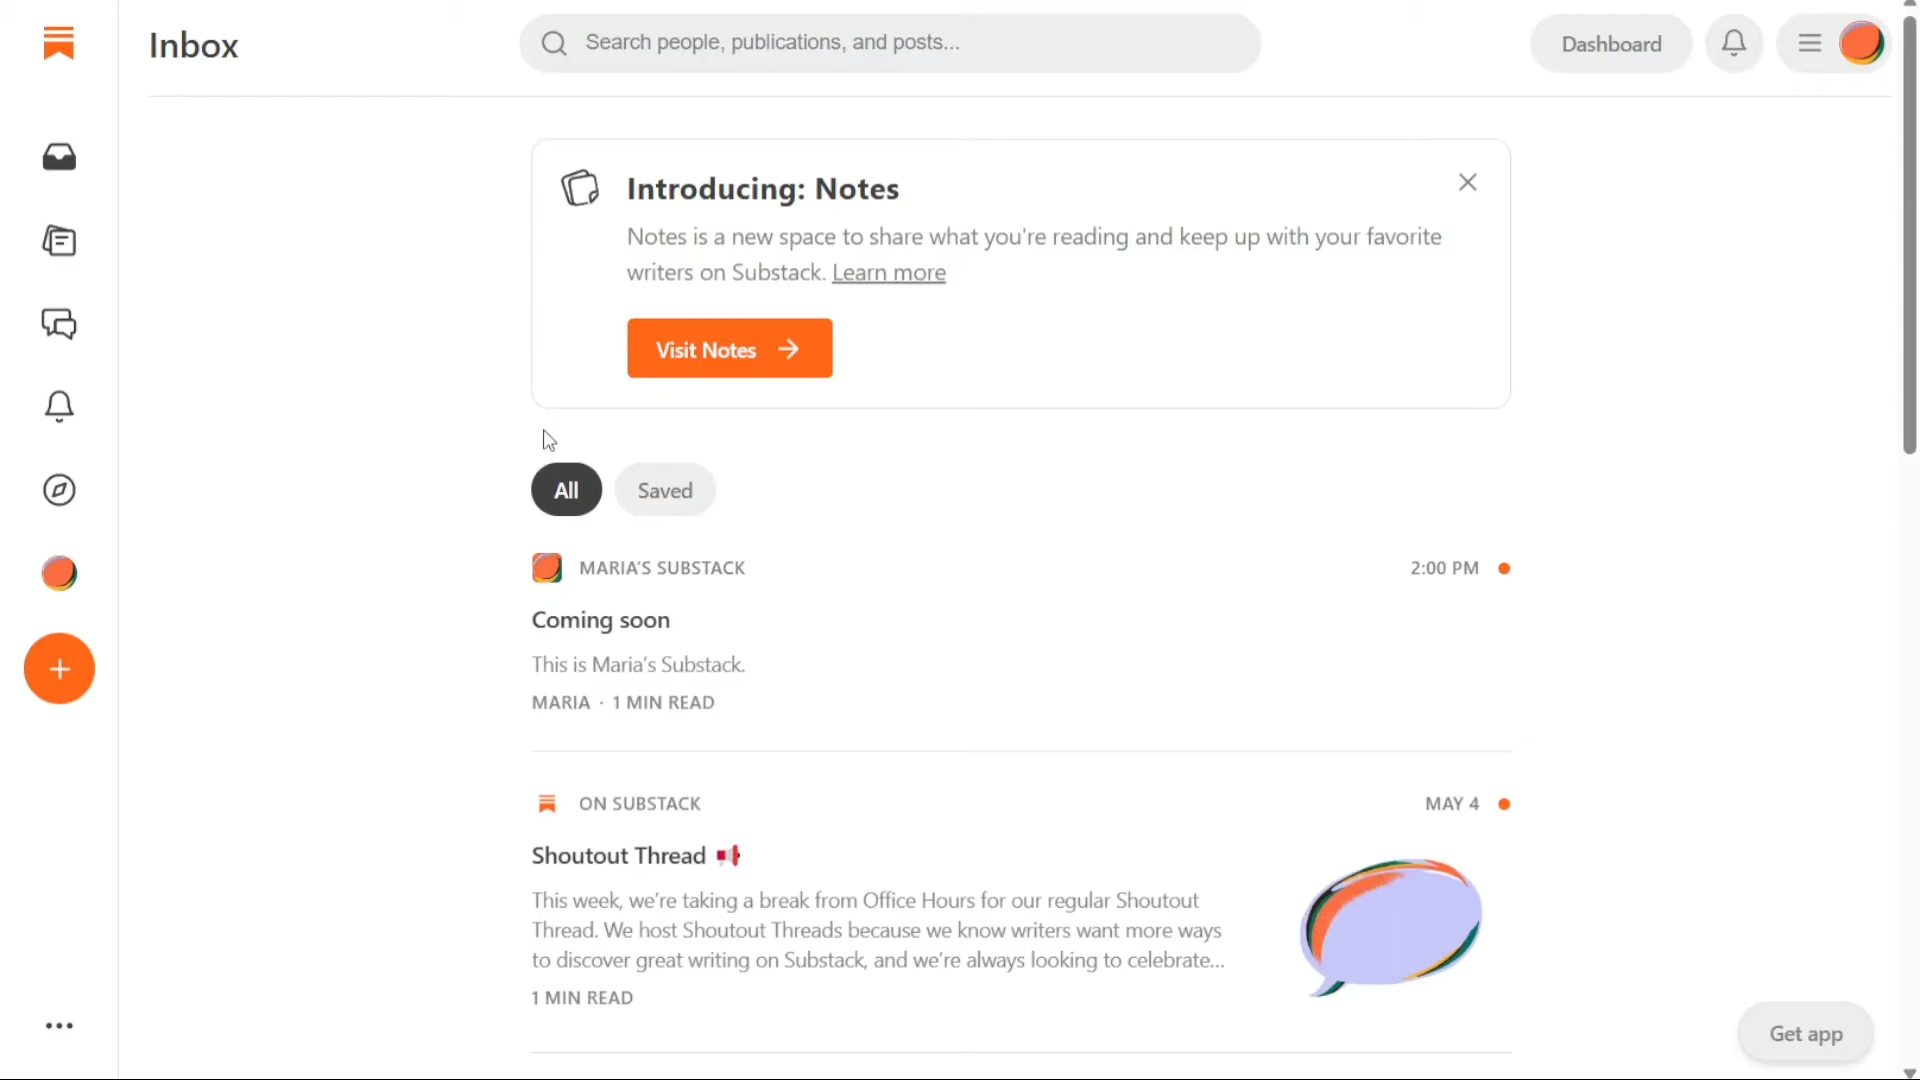 Inbox
Search people, publications, and posts...
Dashboard
Introducing: Notes
Notes is a new space to share what you're reading and keep up with your favorite
writers on Substack. Learn more
Visit Notes
All
Saved
MARIA'S SUBSTACK
2:00 PM
Coming soon
This is Maria's Substack.
MARIA · 1 MIN READ
ON SUBSTACK
MAY 4
Shoutout Thread 📢
This week, we're taking a break from Office Hours for our regular Shoutout
Thread. We host Shoutout Threads because we know writers want more ways
to discover great writing on Substack, and we're always looking to celebrate...
1 MIN READ
Get app